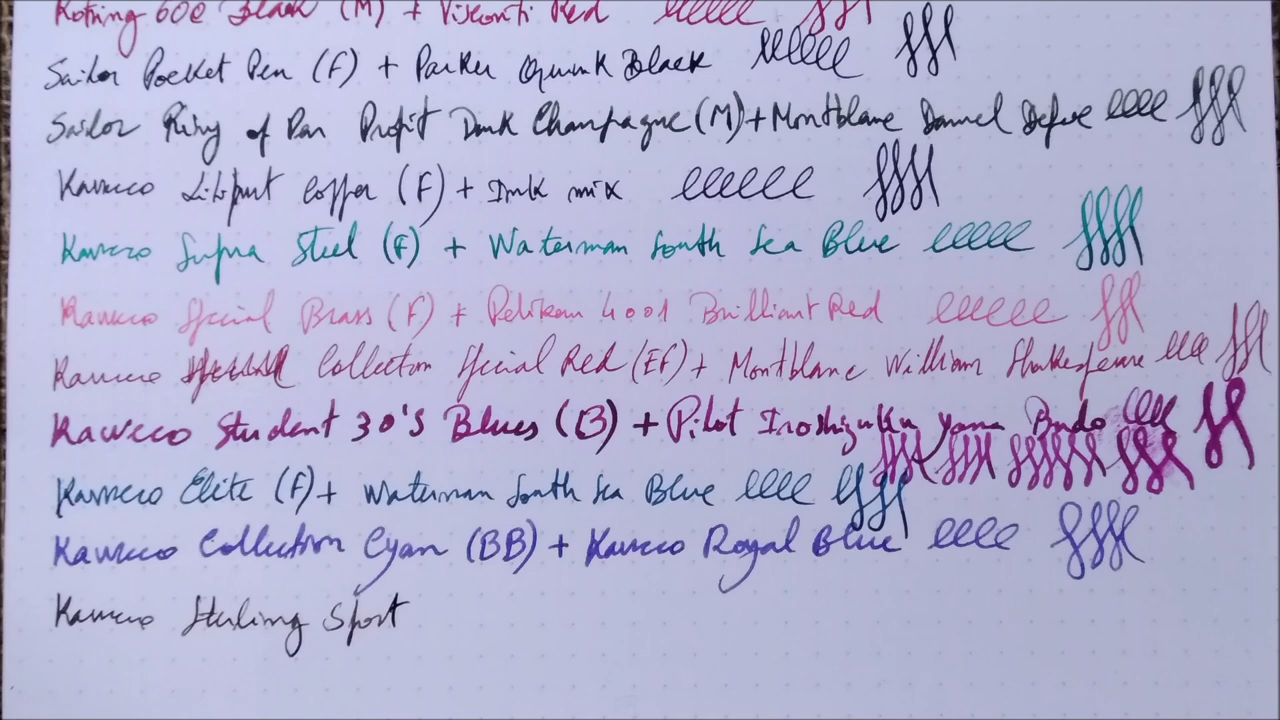 Rotring 600 Black (M) + Visconti Red
Sailor Pocket Pen (F) + Parker Quink Black
Sailor Ring of Pen Profit Dark Champagne (M) + Montblanc Daniel Defoe
Kaweco Liliput Copper (F) + Ink mix
Kaweco Supra Steel (F) + Waterman South Sea Blue
Kaweco Special Brass (F) + Pelikan 4001 Brilliant Red
Kaweco Collection Special Red (EF) + Montblanc William Shakespeare
Kaweco Student 30's Blues (B) + Pilot Iroshizuku yama Budo
Kaweco Elite (F) + Waterman South Sea Blue
Kaweco Collection Cyan (BB) + Kaweco Royal Blue
Kaweco Sterling Sport